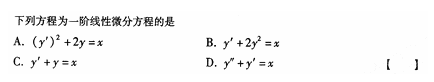 下列方程为一阶线性微分方程的是
A. (y′)² + 2y = x B. y′ + 2y² = x
C. y′ + y = x D. y″ + y′ = x 【 】